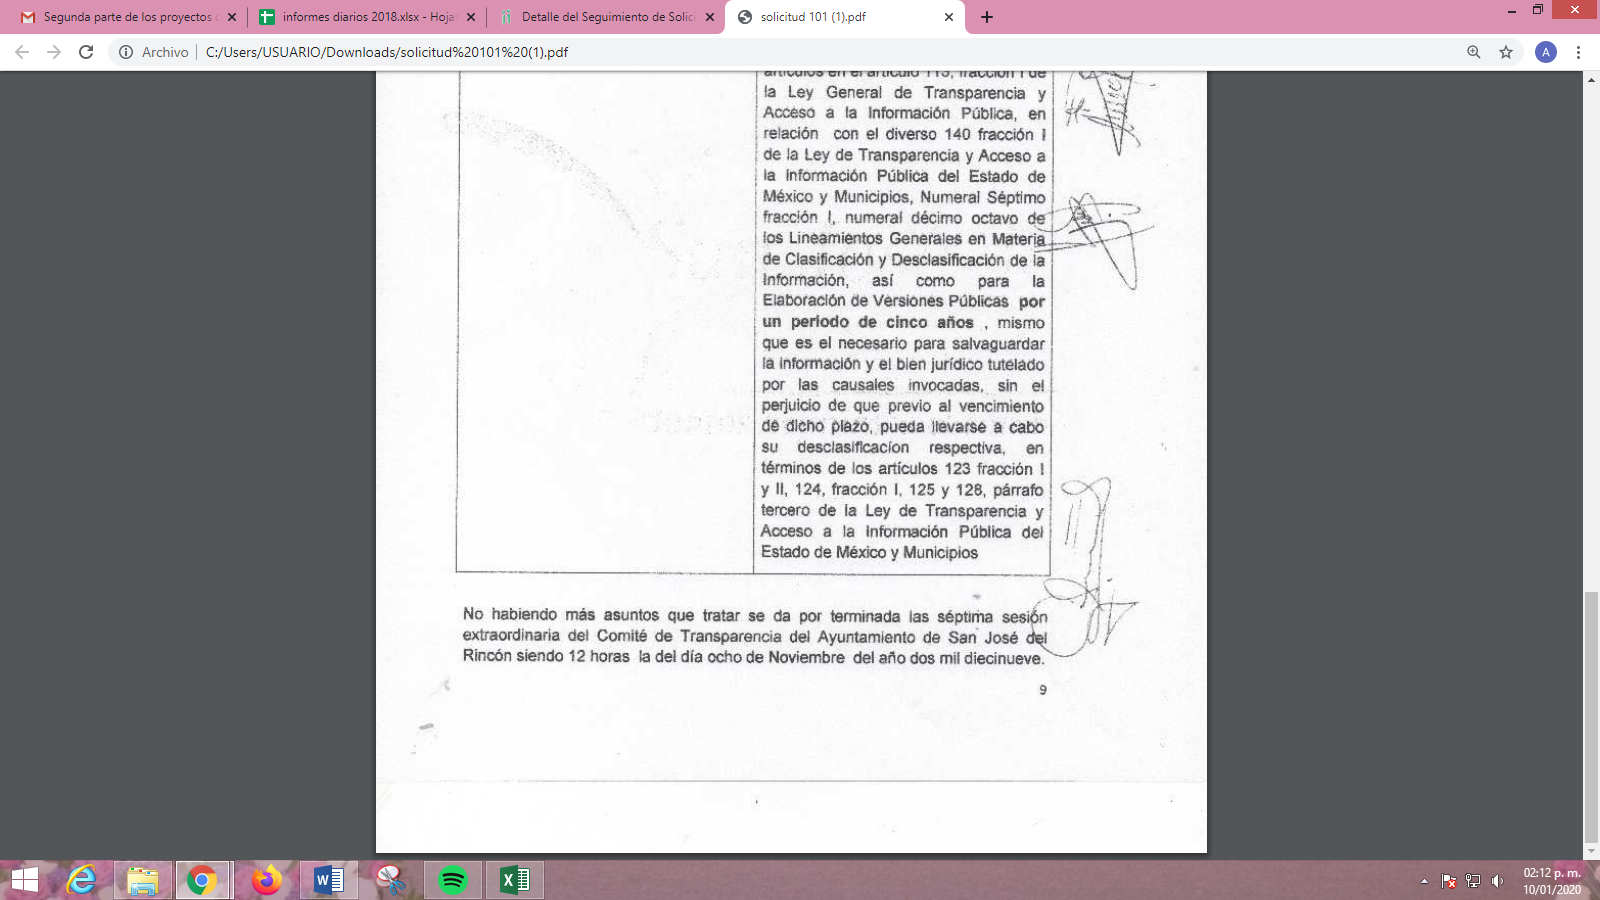 Segunda parte de los proyectos
informes diarios 2018.xlsx - Hoja
Detalle del Seguimiento de Solici
solicitud 101 (1).pdf
Archivo
C:/Users/USUARIO/Downloads/solicitud%20101%20(1).pdf
A
artículos en el artículo 113, fracción I de
la Ley General de Transparencia y
Acceso a la Información Pública, en
relación con el diverso 140 fracción I
de la Ley de Transparencia y Acceso a
la Información Pública del Estado de
México y Municipios, Numeral Séptimo
fracción I, numeral décimo octavo de
los Lineamientos Generales en Materia
de Clasificación y Desclasificación de la
Información, así como para la
Elaboración de Versiones Públicas por
un periodo de cinco años , mismo
que es el necesario para salvaguardar
la información y el bien jurídico tutelado
por las causales invocadas, sin el
perjuicio de que previo al vencimiento
de dicho plazo, pueda llevarse a cabo
su desclasificacíon respectiva, en
términos de los artículos 123 fracción I
y II, 124, fracción I, 125 y 128, párrafo
tercero de la Ley de Transparencia y
Acceso a la Información Pública del
Estado de México y Municipios
No habiendo más asuntos que tratar se da por terminada las séptima sesión
extraordinaria del Comité de Transparencia del Ayuntamiento de San José del
Rincón siendo 12 horas la del día ocho de Noviembre del año dos mil diecinueve.
9
02:12 p. m.
10/01/2020